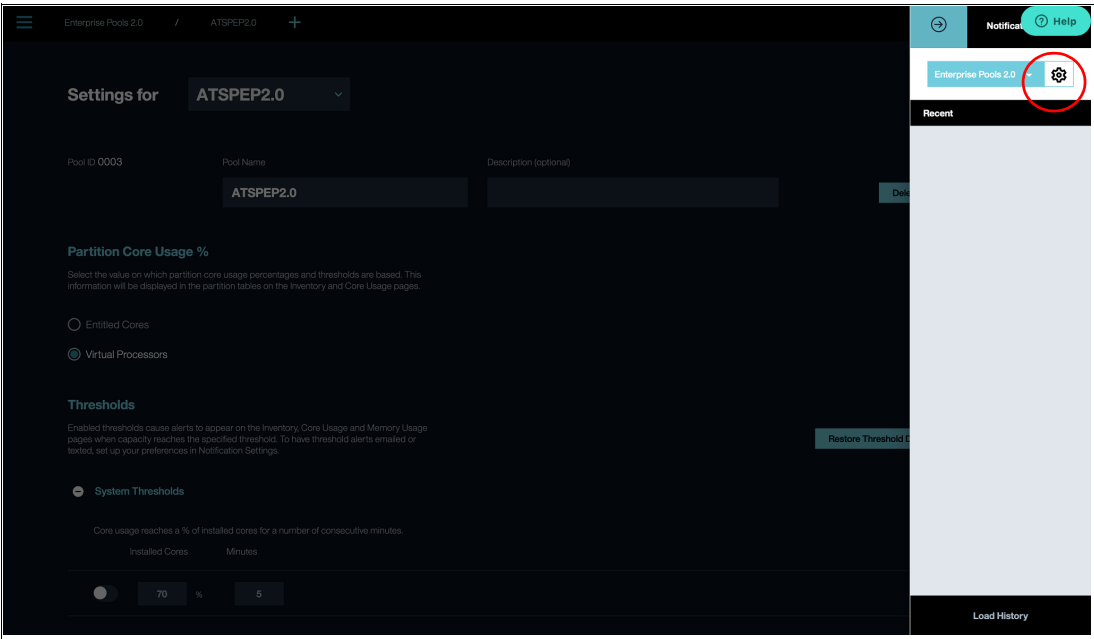 Enterprise Pools 2.0 / ATSPEP2.0 +
Notificat
Help
Settings for ATSPEP2.0
Enterprise Pools 2.0
Recent
Pool ID 0003
Pool Name
Description (optional)
ATSPEP2.0
Dele
Partition Core Usage %
Select the value on which partition core usage percentages and thresholds are based. This
information will be displayed in the partition tables on the Inventory and Core Usage pages.
Entitled Cores
Virtual Processors
Thresholds
Enabled thresholds cause alerts to appear on the Inventory, Core Usage and Memory Usage
pages when capacity reaches the specified threshold. To have threshold alerts emailed or
texted, set up your preferences in Notification Settings.
Restore Threshold D
System Thresholds
Core usage reaches a % of installed cores for a number of consecutive minutes.
Installed Cores Minutes
70 % 5
Load History